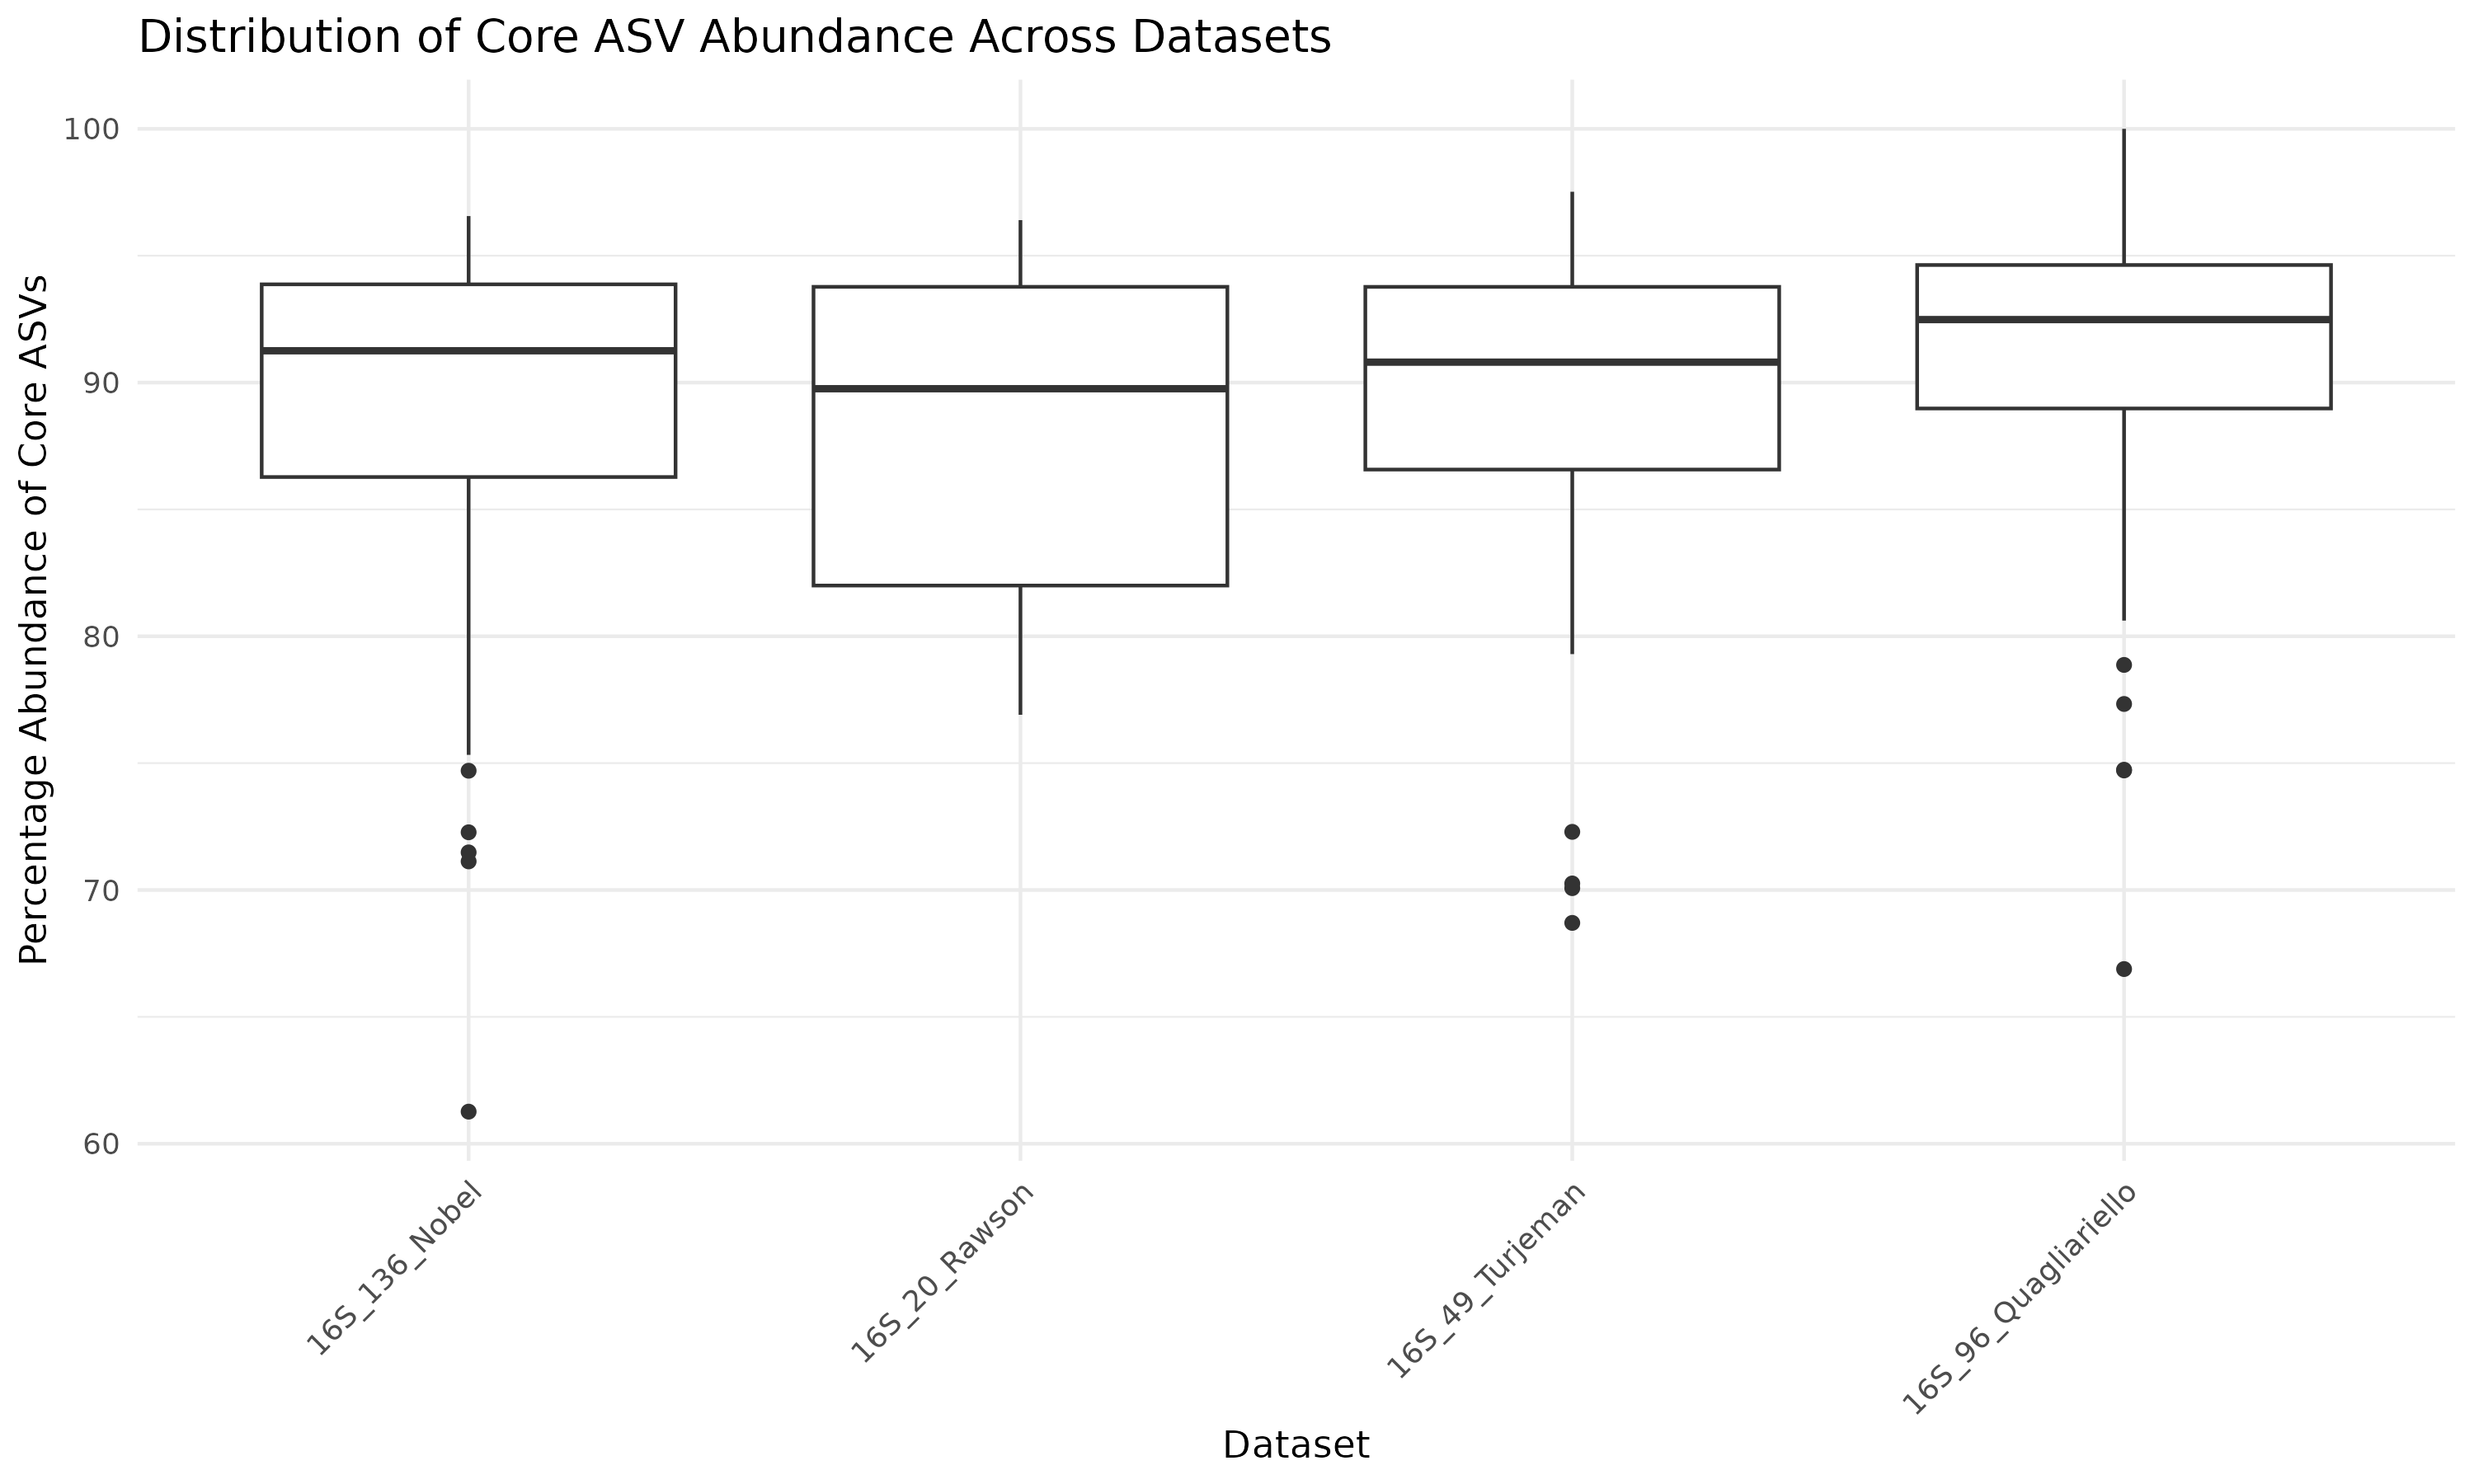 Distribution of Core ASV Abundance Across Datasets
Percentage Abundance of Core ASVs
100
90
80
70
60
16S_136_Nobel
16S_20_Rawson
16S_49_Turjeman
16S_96_Quagliariello
Dataset